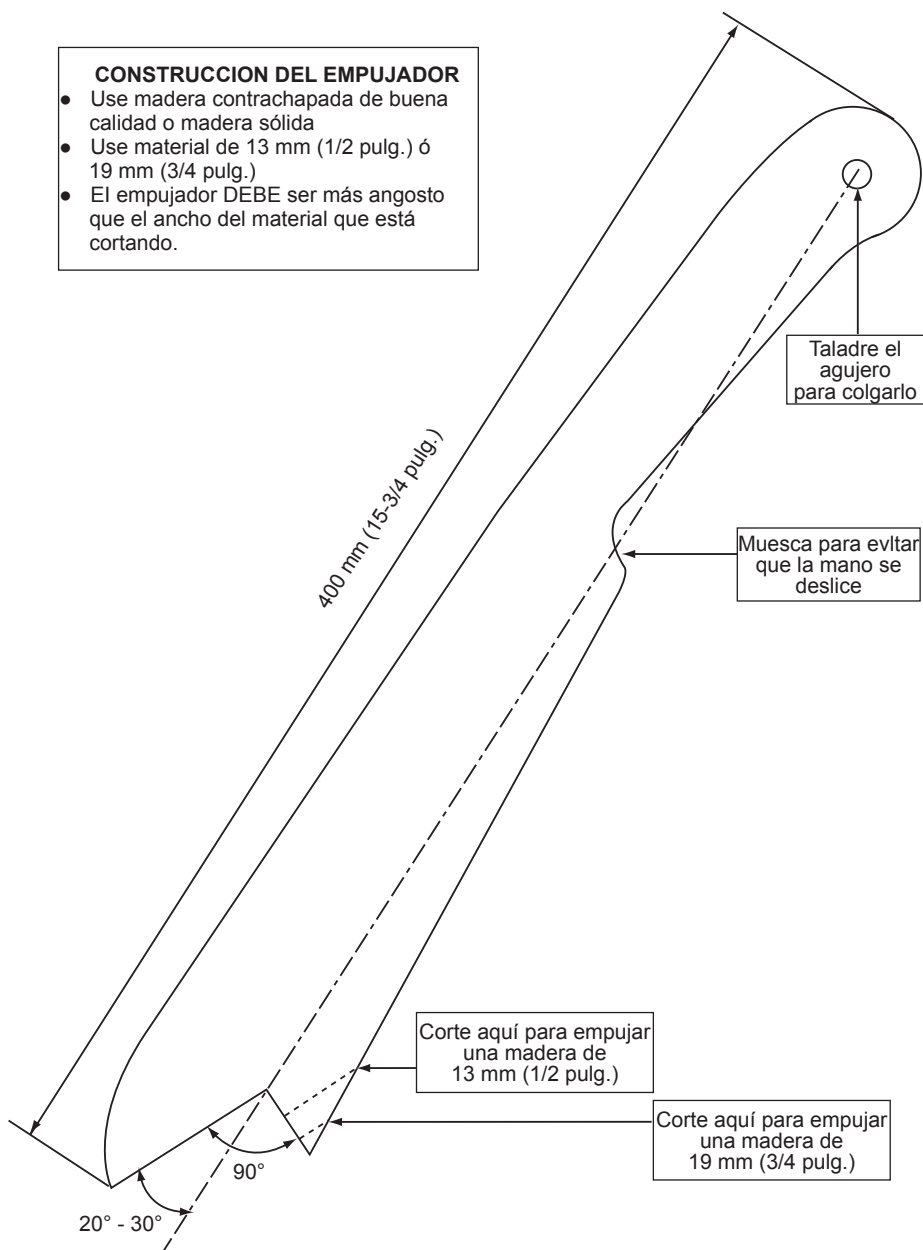 CONSTRUCCION DEL EMPUJADOR
● Use madera contrachapada de buena
calidad o madera sólida
● Use material de 13 mm (1/2 pulg.) ó
19 mm (3/4 pulg.)
● El empujador DEBE ser más angosto
que el ancho del material que está
cortando.
Taladre el
agujero
para colgarlo
400 mm (15-3/4 pulg.)
Muesca para evltar
que la mano se
deslice
Corte aquí para empujar
una madera de
13 mm (1/2 pulg.)
Corte aquí para empujar
una madera de
19 mm (3/4 pulg.)
90°
20° - 30°